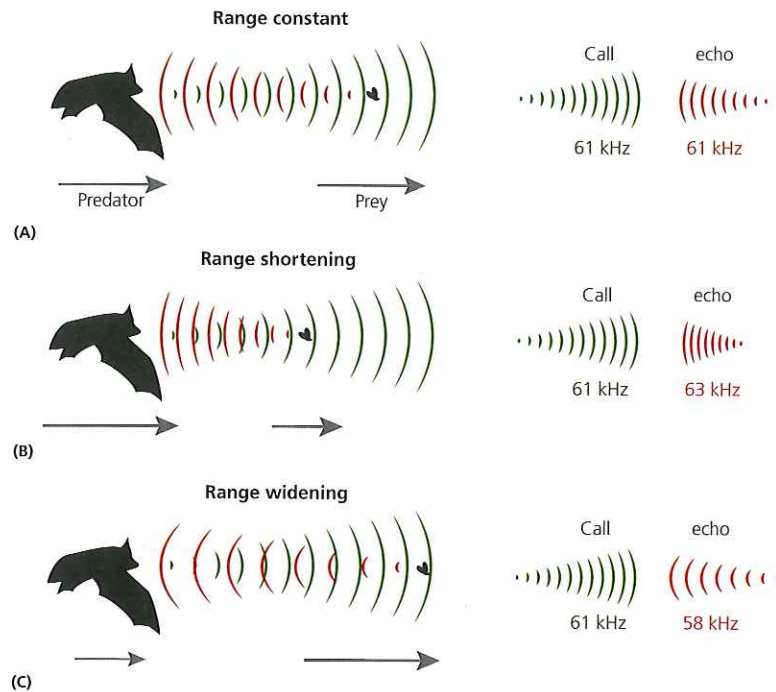 Range constant
Call echo
61 kHz 61 kHz
Predator Prey
(A)
Range shortening
Call echo
61 kHz 63 kHz
(B)
Range widening
Call echo
61 kHz 58 kHz
(C)